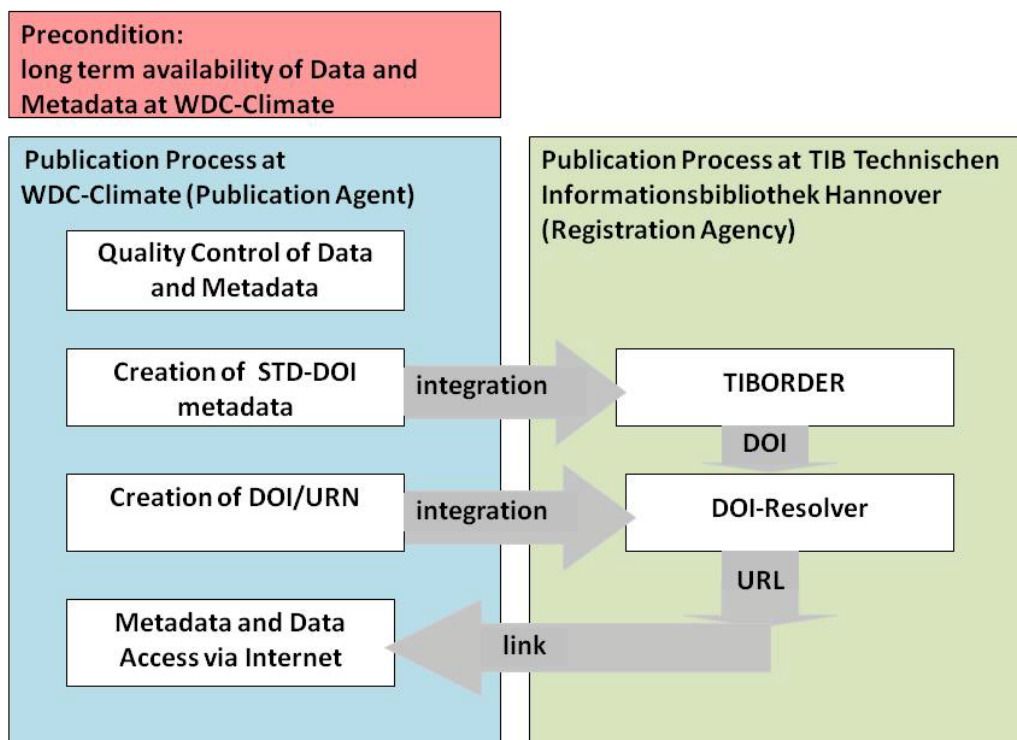 Precondition:
long term availability of Data and
Metadata at WDC-Climate
Publication Process at
WDC-Climate (Publication Agent)
Quality Control of Data
and Metadata
Creation of STD-DOI
metadata
integration
Creation of DOI/URN
integration
Metadata and Data
Access via Internet
Publication Process at TIB Technischen
Informationsbibliothek Hannover
(Registration Agency)
TIBORDER
DOI
DOI-Resolver
URL
link